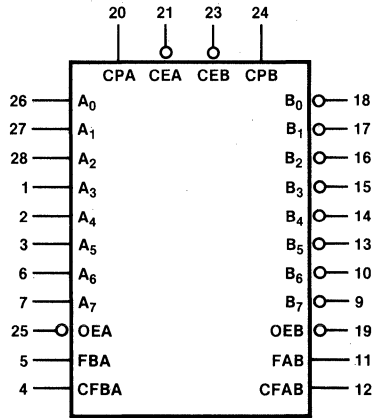 20 21 23 24
CPA CEA CEB CPB
26 A0 B0 18
27 A1 B1 17
28 A2 B2 16
1 A3 B3 15
2 A4 B4 14
3 A5 B5 13
6 A6 B6 10
7 A7 B7 9
25 OEA OEB 19
5 FBA FAB 11
4 CFBA CFAB 12